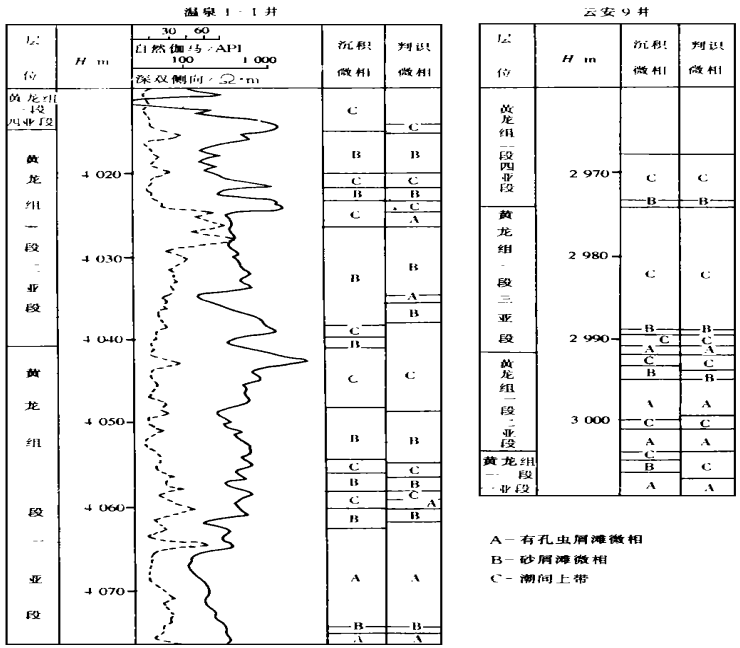 温泉1-1井
层
位
H m
30 60
自然伽马/API
100 1 000
深双侧向/Ω·m
沉积
微相
判识
微相
黄龙组
一段
四亚段
黄
龙
组
一
段
二
亚
段
黄
龙
组
段
一
亚
段
4 020
4 030
4 040
4 050
4 060
4 070
C
B
C
B
C
B
C
B
C
B
C
B
C
B
A
B
A
C
B
C
B
C
A
B
A
B
C
B
C
B
C
A
B
A
B
A
云安9井
层
位
H m
沉积
微相
判识
微相
黄
龙
组
一
段
四
亚
段
黄
龙
组
一
段
三
亚
段
黄
龙
组
一
段
二
亚
段
黄龙组
一段
一亚段
2 970
2 980
2 990
3 000
C
B
C
B
C
A
C
B
A
C
A
C
B
A
C
B
C
B
C
A
C
B
A
C
A
C
A
A-有孔虫屑滩微相
B-砂屑滩微相
C-潮间上带